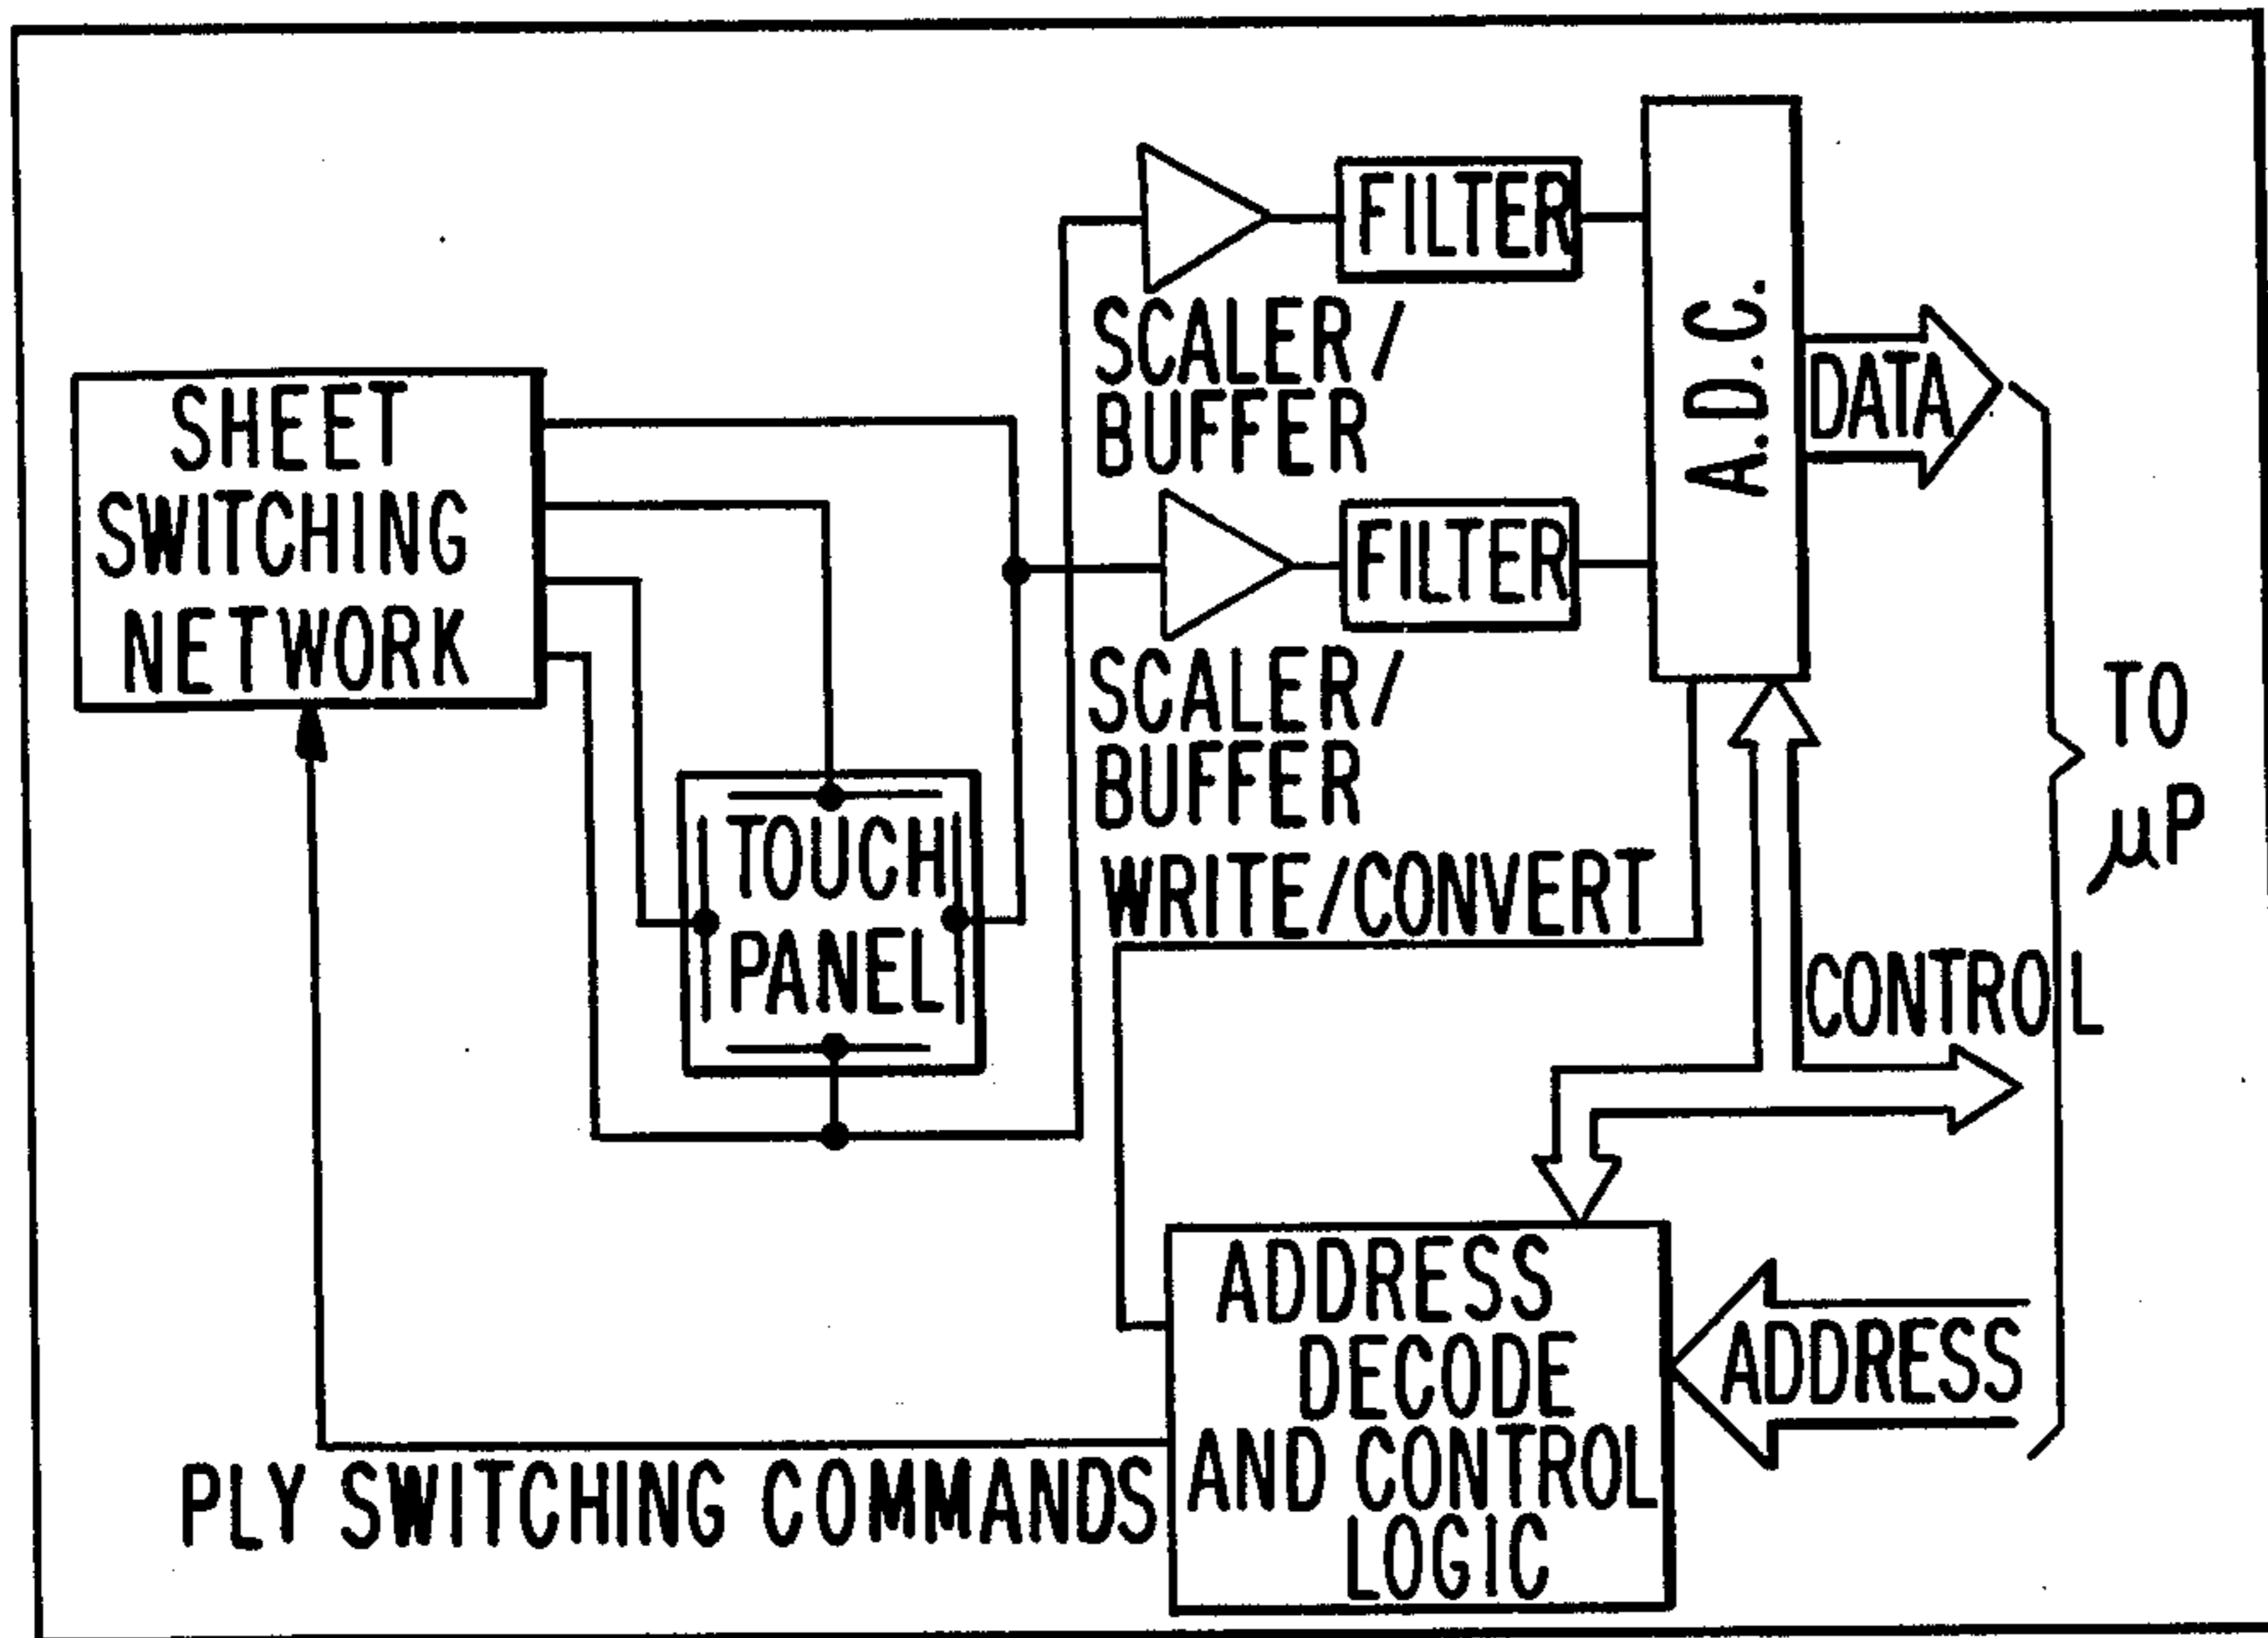 SHEET
SWITCHING
NETWORK
TOUCH
PANEL
FILTER
SCALER/
BUFFER
FILTER
SCALER/
BUFFER
A.D.C.
DATA
TO
μP
WRITE/CONVERT
CONTROL
ADDRESS
DECODE
AND CONTROL
LOGIC
ADDRESS
PLY SWITCHING COMMANDS